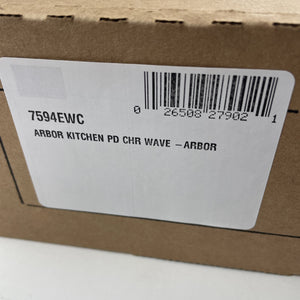 7594EWC
0 26508 27902 1
ARBOR KITCHEN PD CHR WAVE –ARBOR